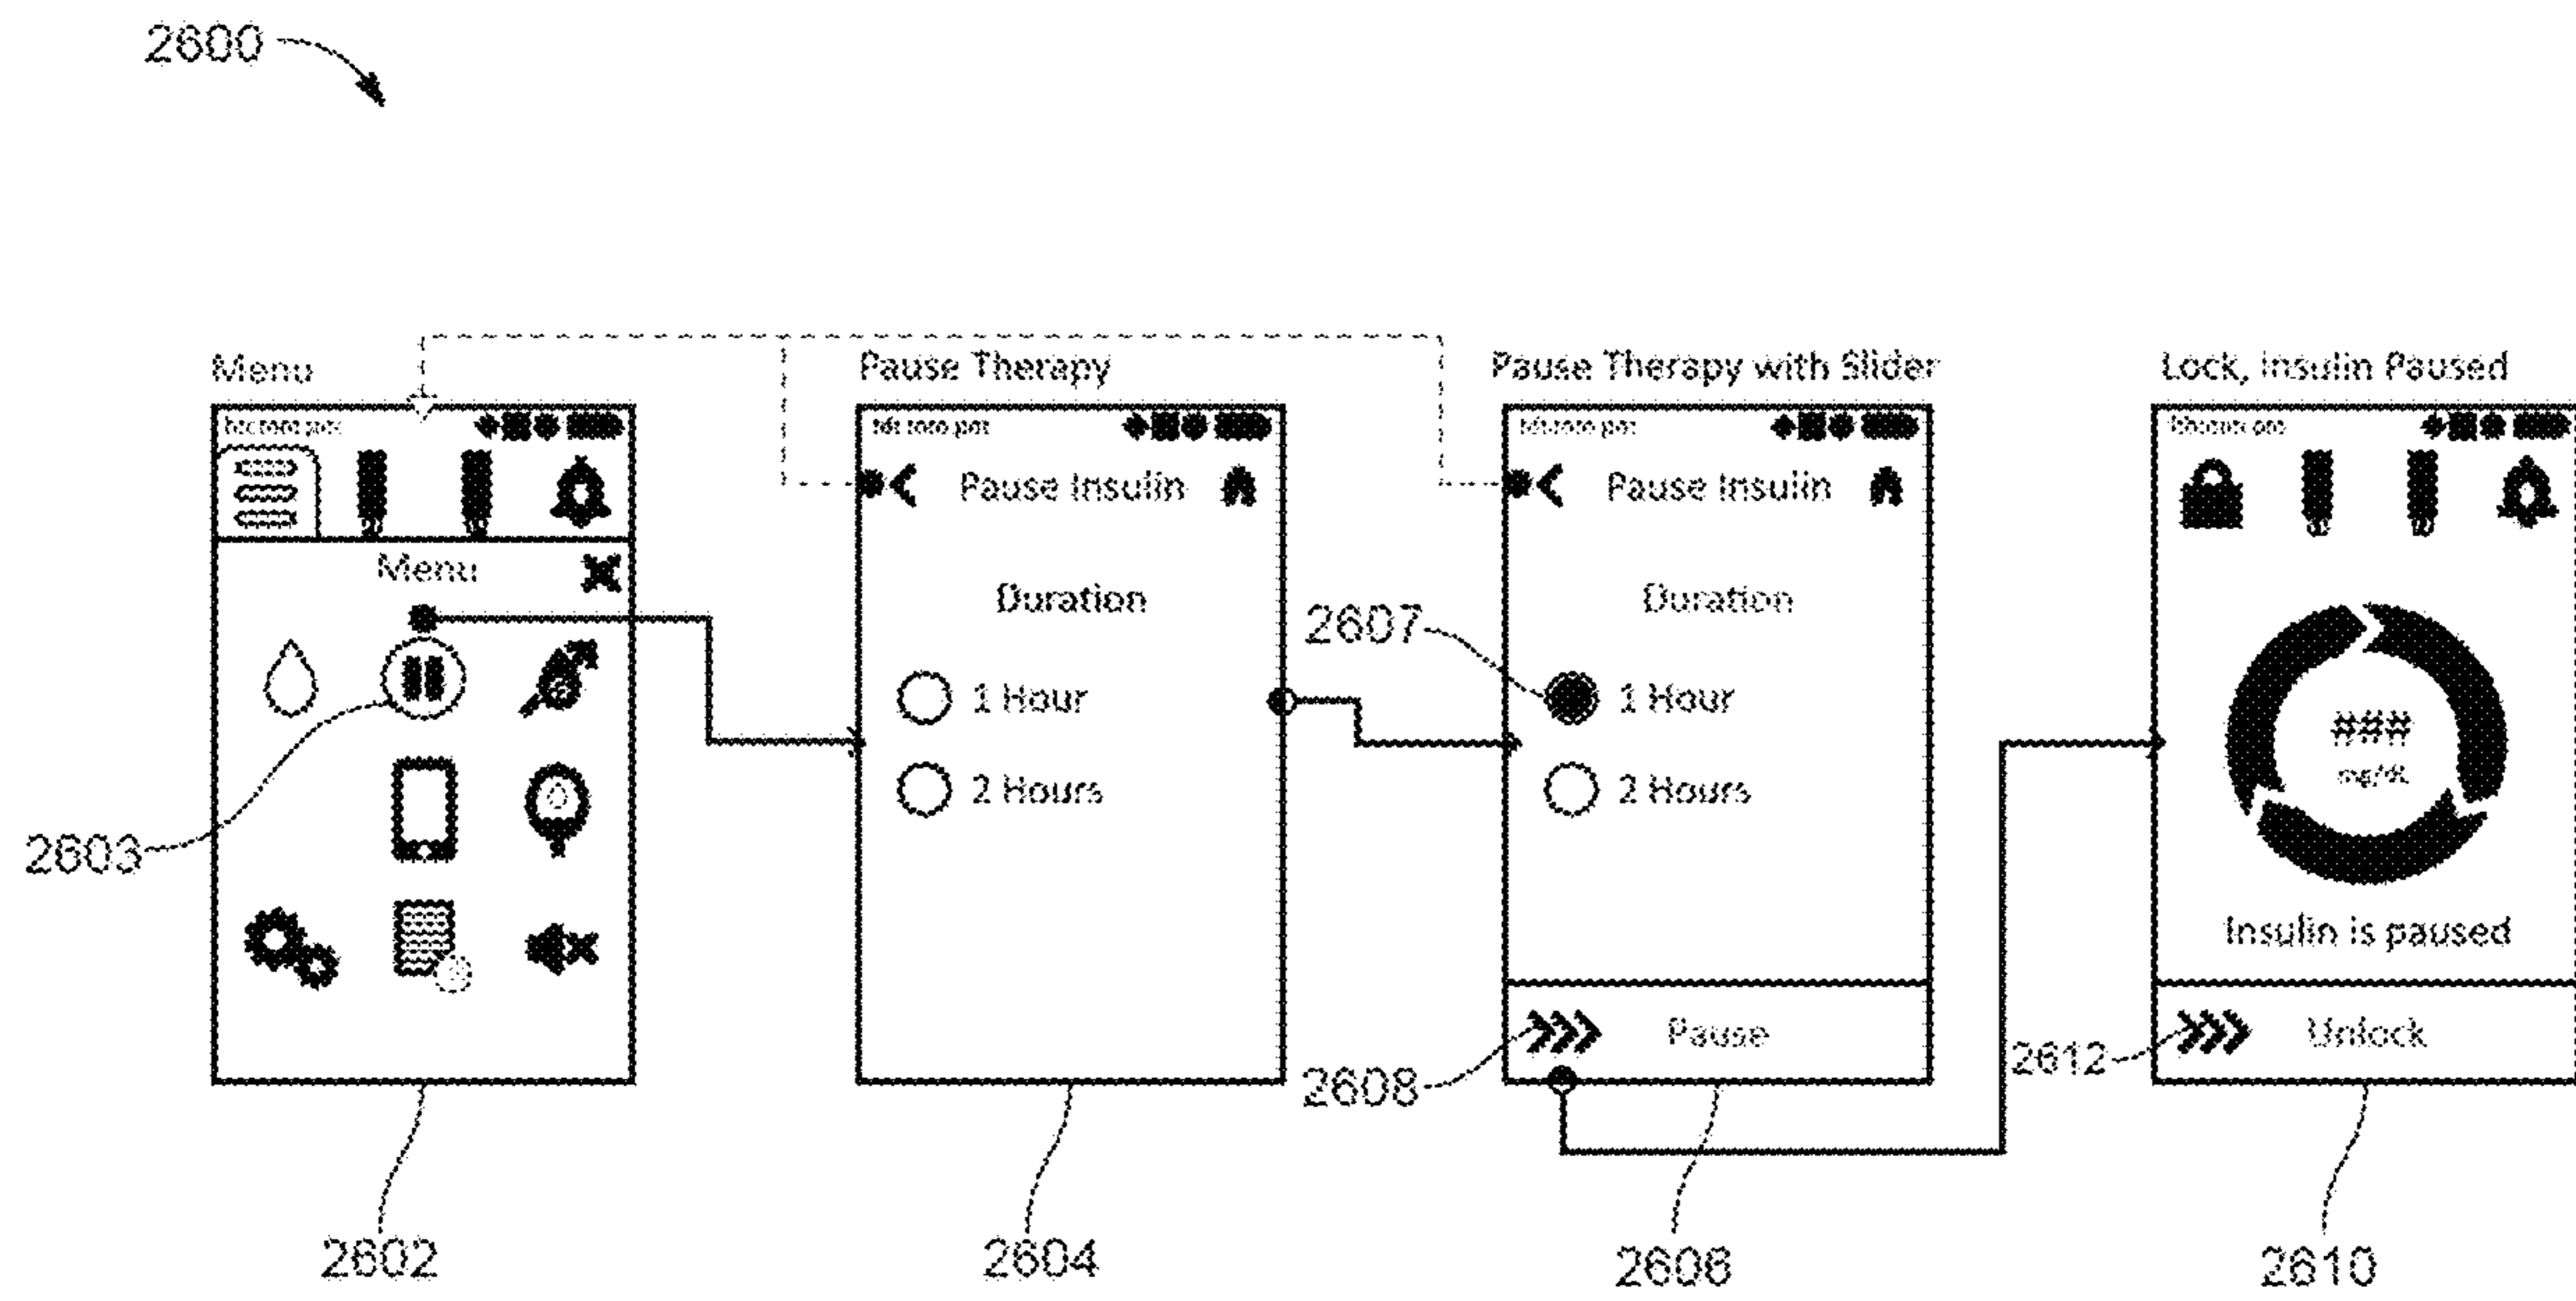 2600
Menu
Pause Therapy
Pause Therapy with Slider
Lock, Insulin Paused
Menu
2603
2602
Pause Insulin
Duration
1 Hour
2 Hours
2604
Pause Insulin
Duration
2607
1 Hour
2 Hours
2608
Pause
2606
###
mg/dL
Insulin is paused
2612
Unlock
2610